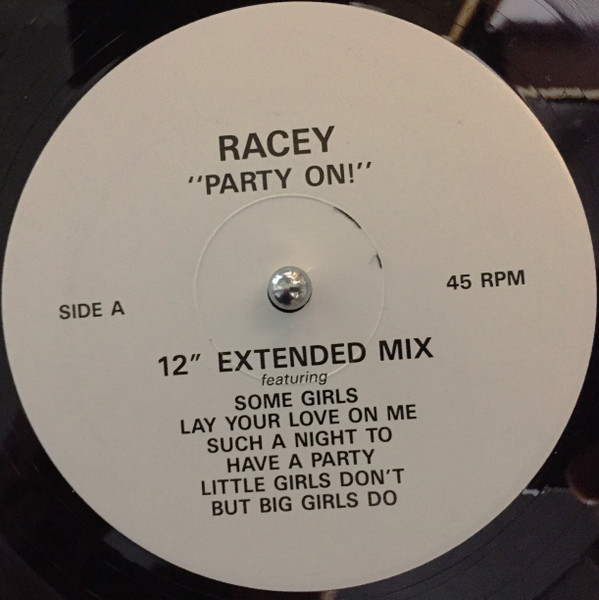 RACEY
"PARTY ON!"
SIDE A
45 RPM
12" EXTENDED MIX
featuring
SOME GIRLS
LAY YOUR LOVE ON ME
SUCH A NIGHT TO
HAVE A PARTY
LITTLE GIRLS DON'T
BUT BIG GIRLS DO